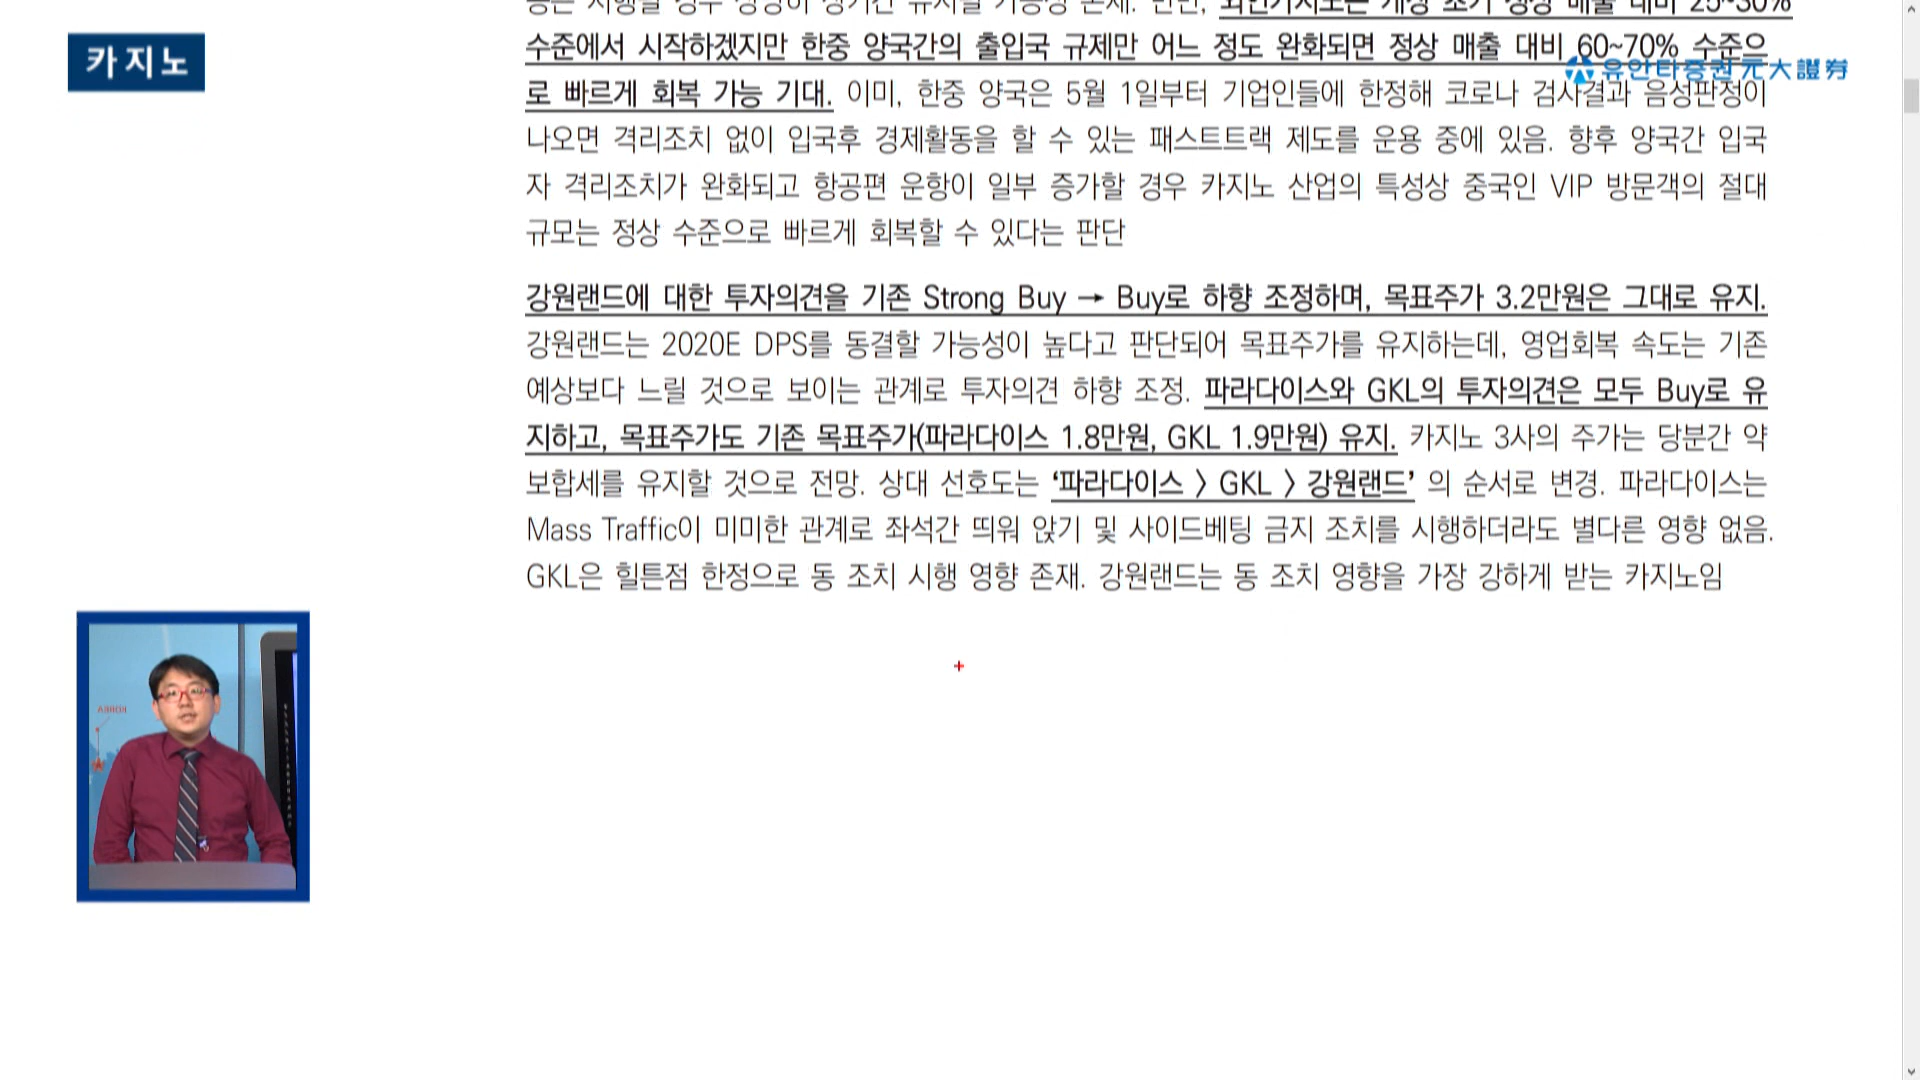 카지노
외인카지노는 개장 초기 정상 매출 대비 25~30%
수준에서 시작하겠지만 한중 양국간의 출입국 규제만 어느 정도 완화되면 정상 매출 대비 60~70% 수준으
유안타증권 元大證券
로 빠르게 회복 가능 기대. 이미, 한중 양국은 5월 1일부터 기업인들에 한정해 코로나 검사결과 음성판정이
나오면 격리조치 없이 입국후 경제활동을 할 수 있는 패스트트랙 제도를 운용 중에 있음. 향후 양국간 입국
자 격리조치가 완화되고 항공편 운항이 일부 증가할 경우 카지노 산업의 특성상 중국인 VIP 방문객의 절대
규모는 정상 수준으로 빠르게 회복할 수 있다는 판단
강원랜드에 대한 투자의견을 기존 Strong Buy → Buy로 하향 조정하며, 목표주가 3.2만원은 그대로 유지.
강원랜드는 2020E DPS를 동결할 가능성이 높다고 판단되어 목표주가를 유지하는데, 영업회복 속도는 기존
예상보다 느릴 것으로 보이는 관계로 투자의견 하향 조정. 파라다이스와 GKL의 투자의견은 모두 Buy로 유
지하고, 목표주가도 기존 목표주가(파라다이스 1.8만원, GKL 1.9만원) 유지. 카지노 3사의 주가는 당분간 약
보합세를 유지할 것으로 전망. 상대 선호도는 ‘파라다이스 〉 GKL 〉 강원랜드’ 의 순서로 변경. 파라다이스는
Mass Traffic이 미미한 관계로 좌석간 띄워 앉기 및 사이드베팅 금지 조치를 시행하더라도 별다른 영향 없음.
GKL은 힐튼점 한정으로 동 조치 시행 영향 존재. 강원랜드는 동 조치 영향을 가장 강하게 받는 카지노임